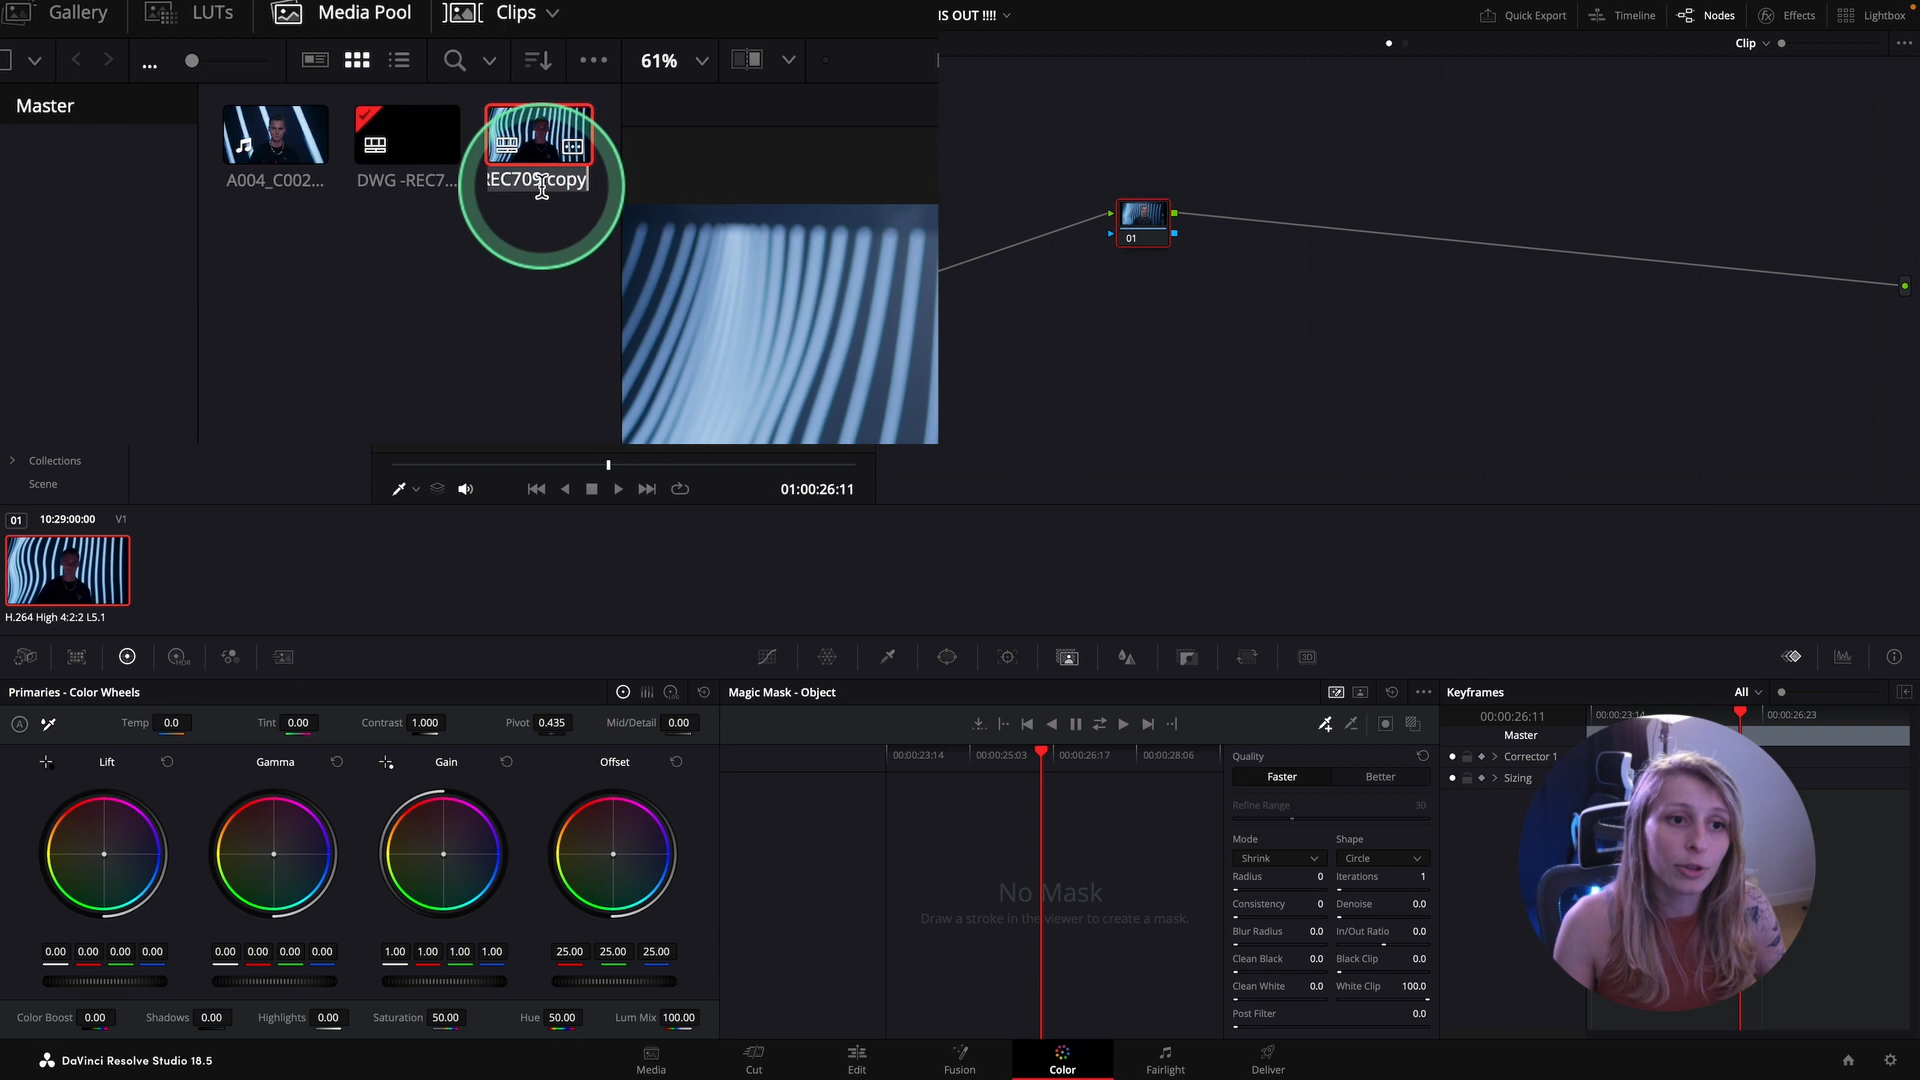 Gallery LUTs Media Pool Clips
IS OUT !!!!
Quick Export Timeline Nodes Effects Lightbox
... 61%
Clip
Master
A004_C002... DWG -REC7... REC709 copy
01
Collections
Scene
01:00:26:11
01 10:29:00:00 V1
H.264 High 4:2:2 L5.1
HDR
3D
Primaries - Color Wheels
Magic Mask - Object
Keyframes All
A Temp 0.0 Tint 0.00 Contrast 1.000 Pivot 0.435 Mid/Detail 0.00
00:00:26:11 00:00:23:14 00:00:26:23
Master
Corrector 1
Sizing
Lift Gamma Gain Offset
00:00:23:14 00:00:25:03 00:00:26:17 00:00:28:06
Quality
Faster Better
Refine Range 30
Mode Shape
Shrink Circle
Radius 0 Iterations 1
Consistency 0 Denoise 0.0
Blur Radius 0.0 In/Out Ratio 0.0
Clean Black 0.0 Black Clip 0.0
Clean White 0.0 White Clip 100.0
Post Filter 0.0
No Mask
Draw a stroke in the viewer to create a mask.
0.00 0.00 0.00 0.00 0.00 0.00 0.00 0.00 1.00 1.00 1.00 1.00 25.00 25.00 25.00
Color Boost 0.00 Shadows 0.00 Highlights 0.00 Saturation 50.00 Hue 50.00 Lum Mix 100.00
DaVinci Resolve Studio 18.5
Media Cut Edit Fusion Color Fairlight Deliver